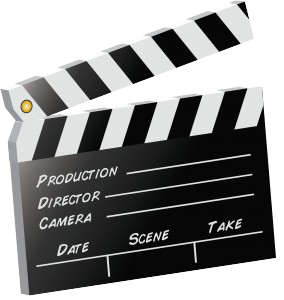 PRODUCTION
DIRECTOR
CAMERA
DATE SCENE TAKE